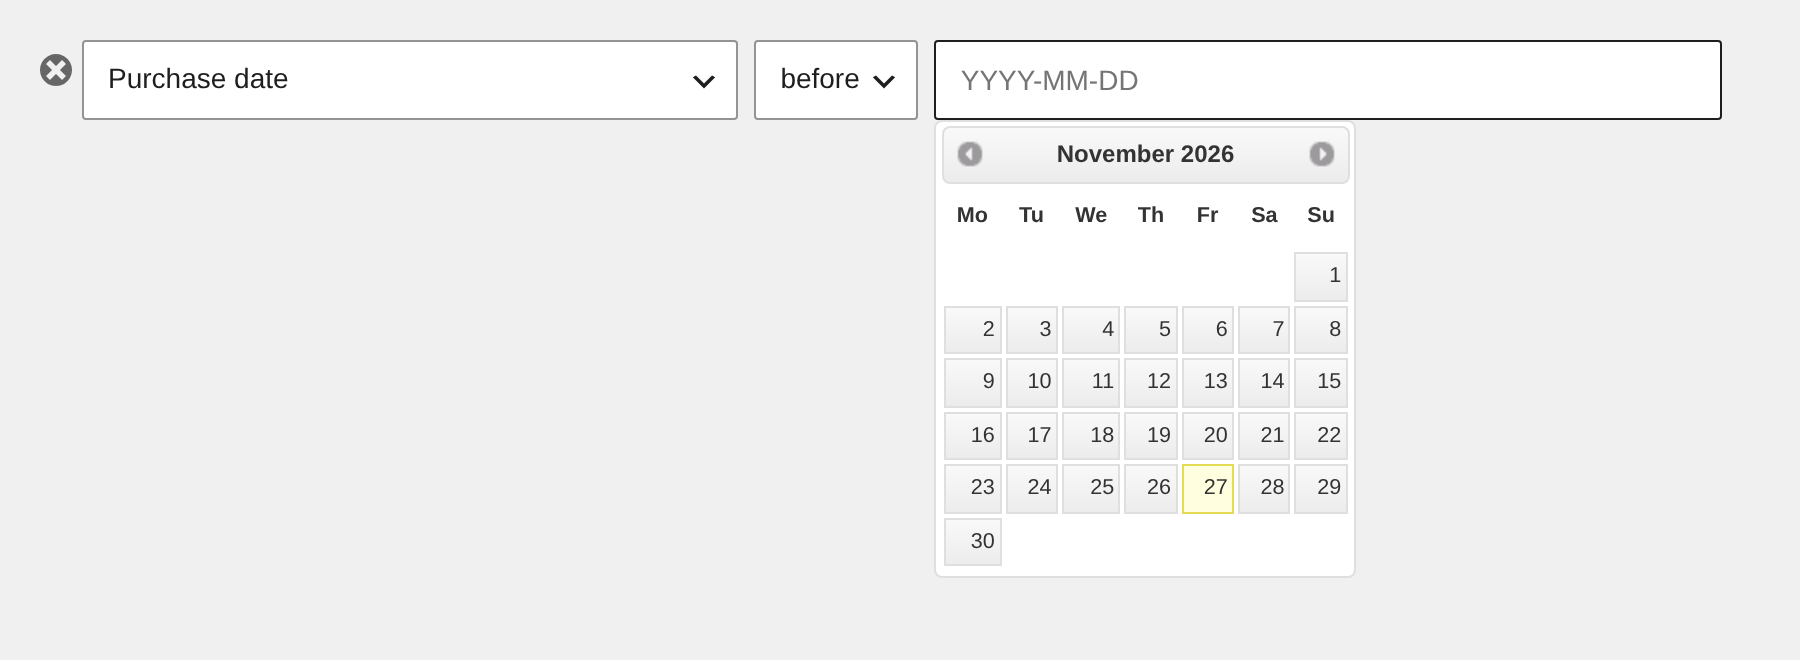 Purchase date before YYYY-MM-DD
November 2026
Mo Tu We Th Fr Sa Su
1
2 3 4 5 6 7 8
9 10 11 12 13 14 15
16 17 18 19 20 21 22
23 24 25 26 27 28 29
30